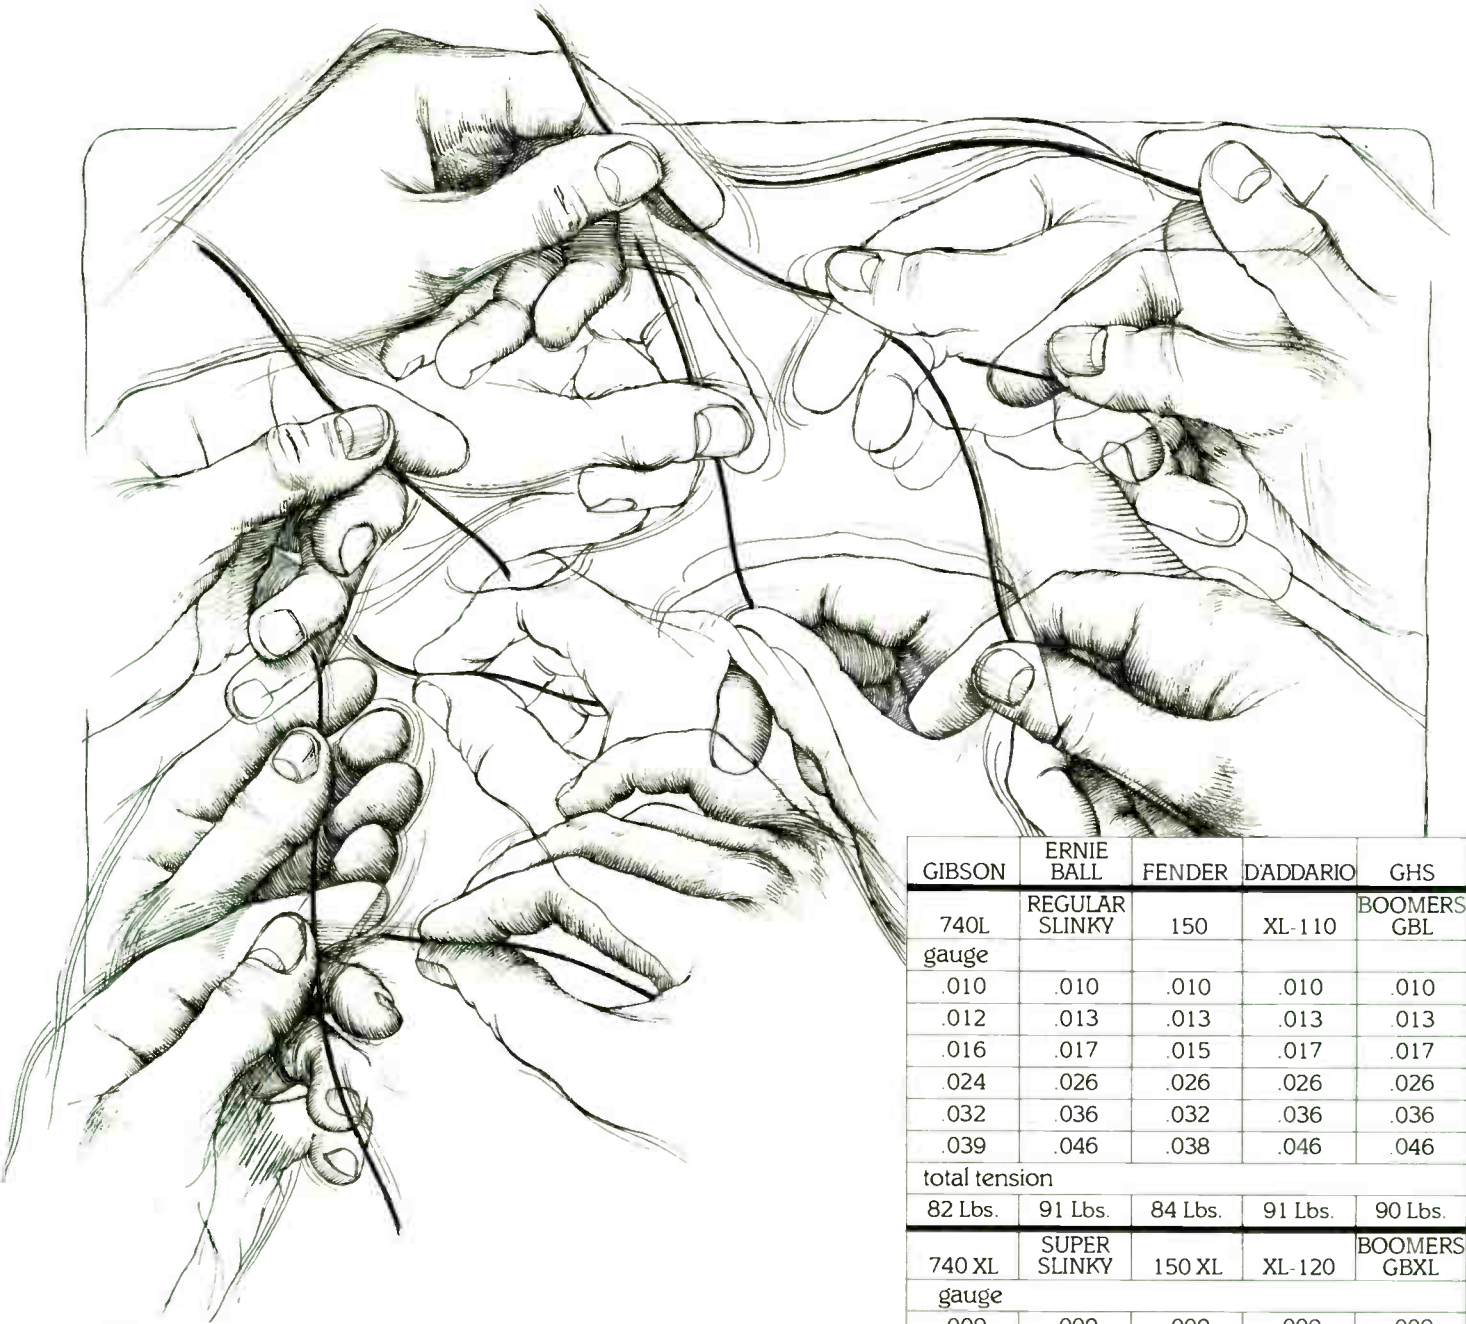 GIBSON ERNIE BALL FENDER D'ADDARIO GHS
740L REGULAR SLINKY 150 XL-110 BOOMERS GBL
gauge
.010 .010 .010 .010 .010
.012 .013 .013 .013 .013
.016 .017 .015 .017 .017
.024 .026 .026 .026 .026
.032 .036 .032 .036 .036
.039 .046 .038 .046 .046
total tension
82 Lbs. 91 Lbs. 84 Lbs. 91 Lbs. 90 Lbs.
740 XL SUPER SLINKY 150 XL XL-120 BOOMERS GBXL
gauge